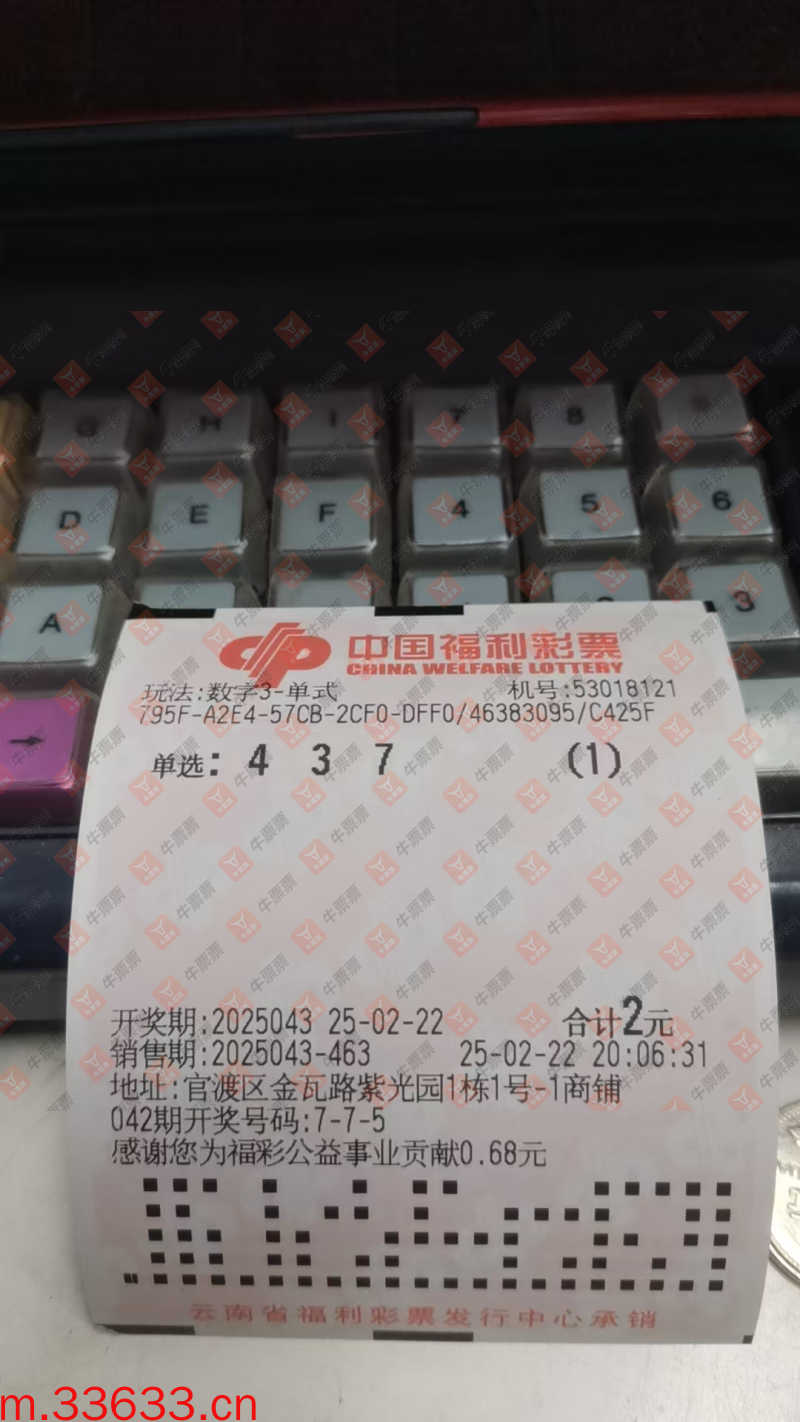 G H I 7 8
D E F 4 5 6
A 3
中国福利彩票
CHINA WELFARE LOTTERY
玩法:数字3-单式 机号:53018121
795F-A2E4-57CB-2CF0-DFF0/46383095/C425F
单选: 4 3 7 (1)
开奖期:2025043 25-02-22 合计2元
销售期:2025043-463 25-02-22 20:06:31
地址:官渡区金瓦路紫光园1栋1号-1商铺
042期开奖号码:7-7-5
感谢您为福彩公益事业贡献0.68元
云南省福利彩票发行中心承销
牛票票
m.33633.cn